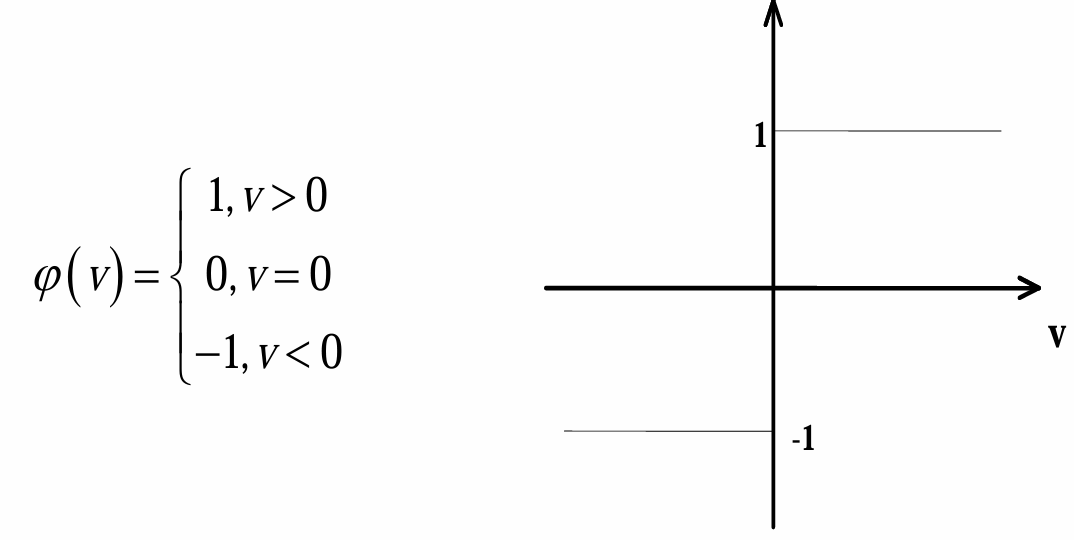 1, v > 0
φ(v) = { 0, v = 0
−1, v < 0
1
v
-1